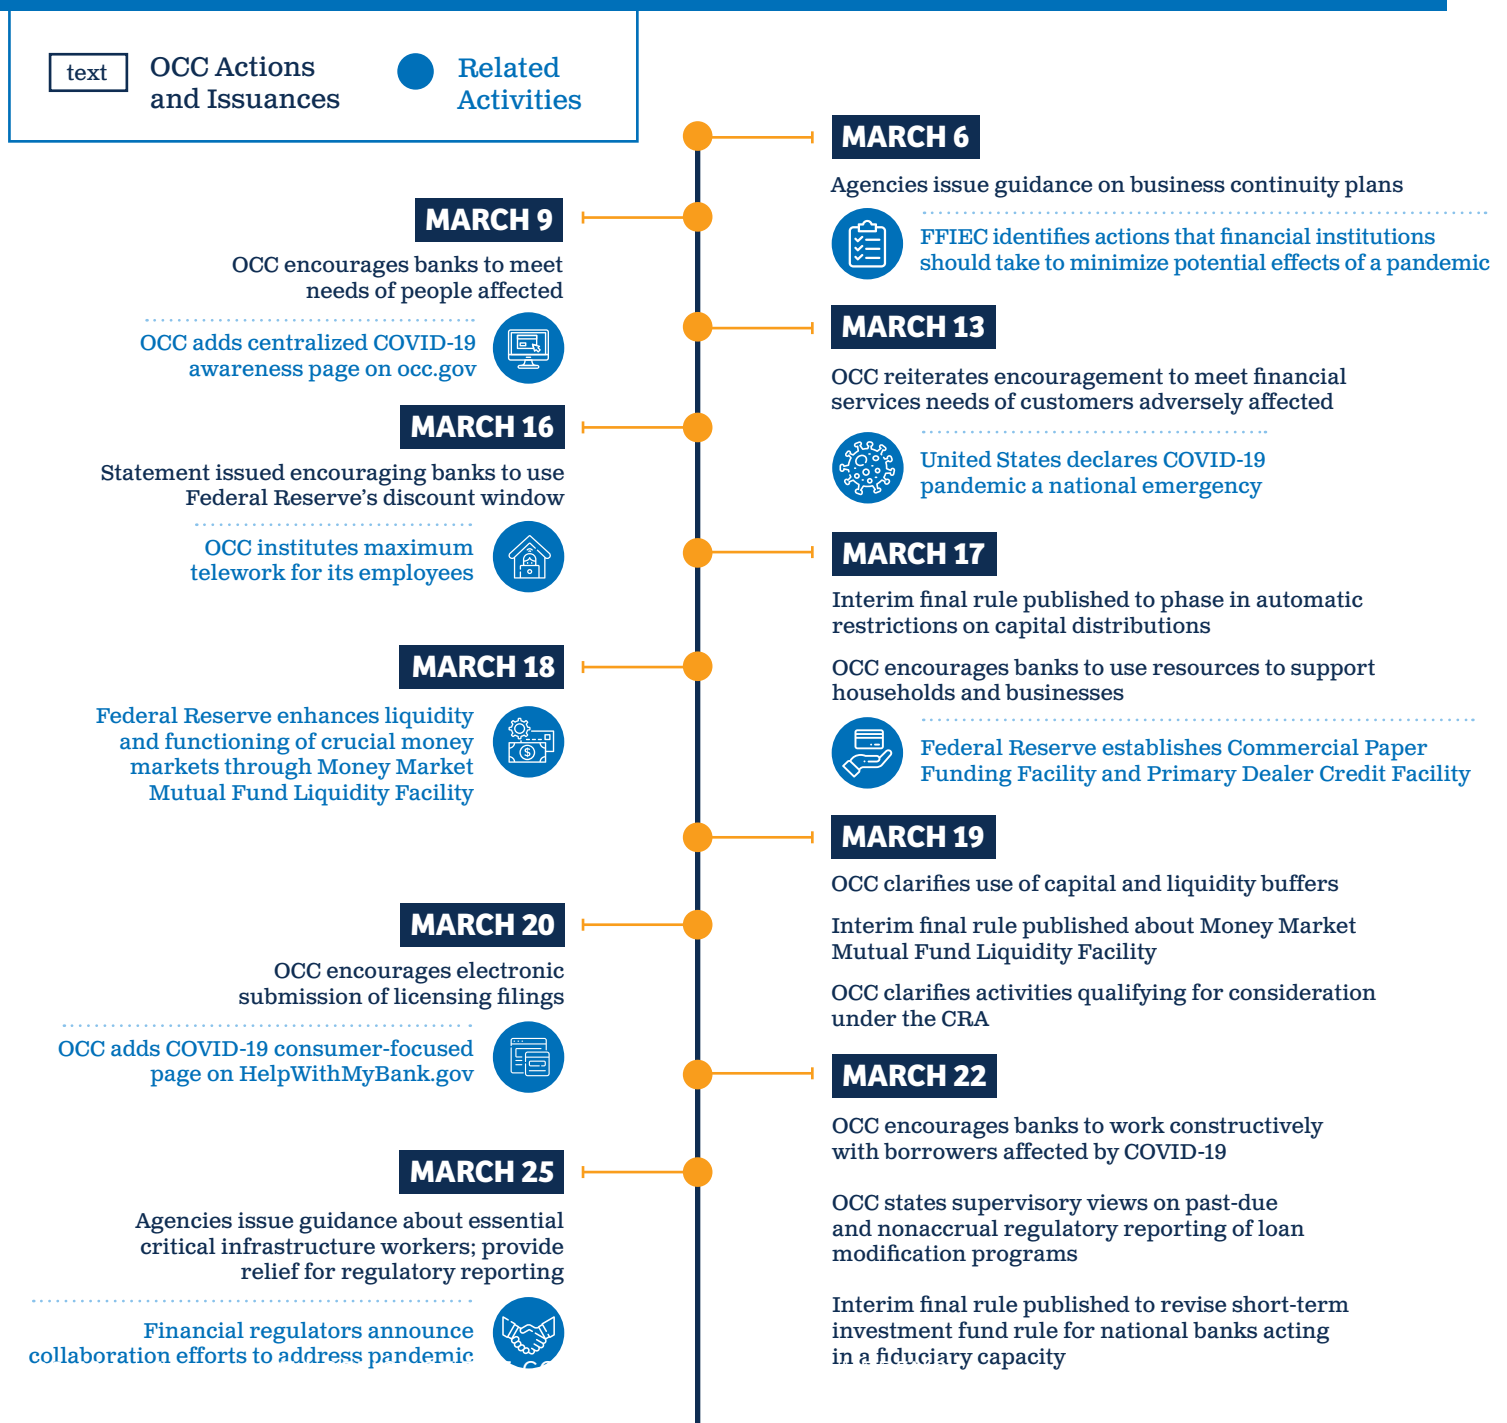 text
OCC Actions
and Issuances
Related
Activities
MARCH 6
Agencies issue guidance on business continuity plans
FFIEC identifies actions that financial institutions
should take to minimize potential effects of a pandemic
MARCH 9
OCC encourages banks to meet
needs of people affected
OCC adds centralized COVID-19
awareness page on occ.gov
MARCH 13
OCC reiterates encouragement to meet financial
services needs of customers adversely affected
United States declares COVID-19
pandemic a national emergency
MARCH 16
Statement issued encouraging banks to use
Federal Reserve's discount window
OCC institutes maximum
telework for its employees
MARCH 17
Interim final rule published to phase in automatic
restrictions on capital distributions
OCC encourages banks to use resources to support
households and businesses
Federal Reserve establishes Commercial Paper
Funding Facility and Primary Dealer Credit Facility
MARCH 18
Federal Reserve enhances liquidity
and functioning of crucial money
markets through Money Market
Mutual Fund Liquidity Facility
MARCH 19
OCC clarifies use of capital and liquidity buffers
Interim final rule published about Money Market
Mutual Fund Liquidity Facility
OCC clarifies activities qualifying for consideration
under the CRA
MARCH 20
OCC encourages electronic
submission of licensing filings
OCC adds COVID-19 consumer-focused
page on HelpWithMyBank.gov
MARCH 22
OCC encourages banks to work constructively
with borrowers affected by COVID-19
OCC states supervisory views on past-due
and nonaccrual regulatory reporting of loan
modification programs
Interim final rule published to revise short-term
investment fund rule for national banks acting
in a fiduciary capacity
MARCH 25
Agencies issue guidance about essential
critical infrastructure workers; provide
relief for regulatory reporting
Financial regulators announce
collaboration efforts to address pandemic